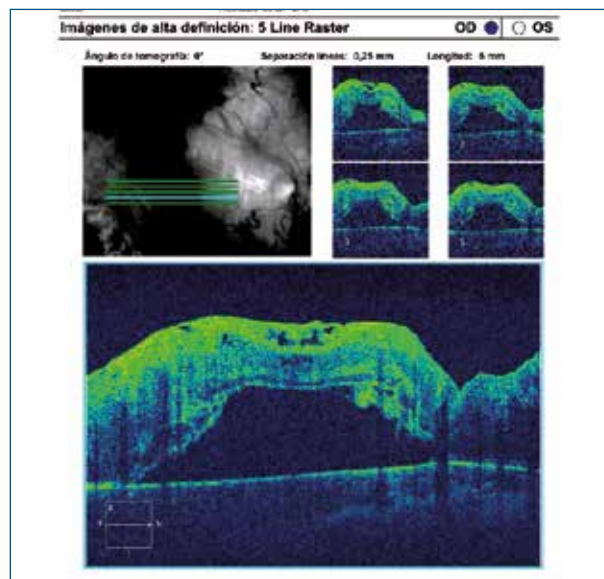 Imágenes de alta definición: 5 Line Raster OD OS
Ángulo de tomografía: 0° Separación líneas: 0,25 mm Longitud: 6 mm